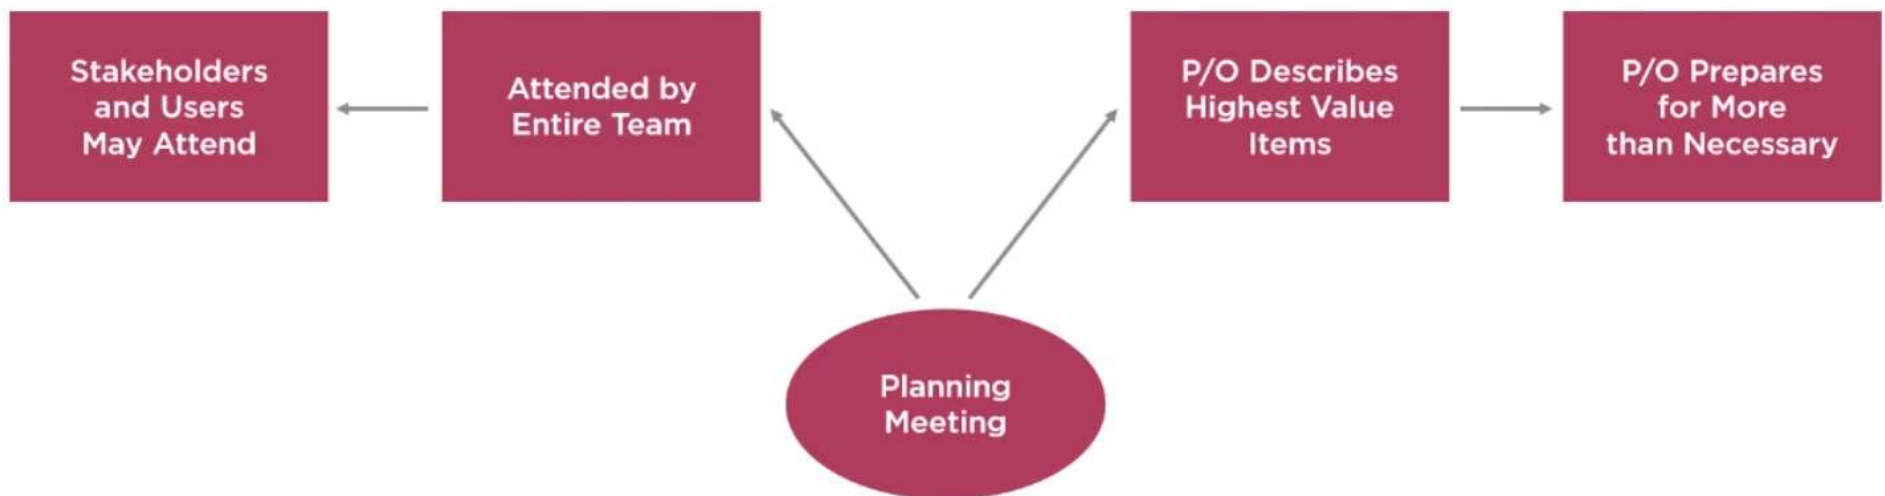 Stakeholders
and Users
May Attend
Attended by
Entire Team
P/O Describes
Highest Value
Items
P/O Prepares
for More
than Necessary
Planning
Meeting